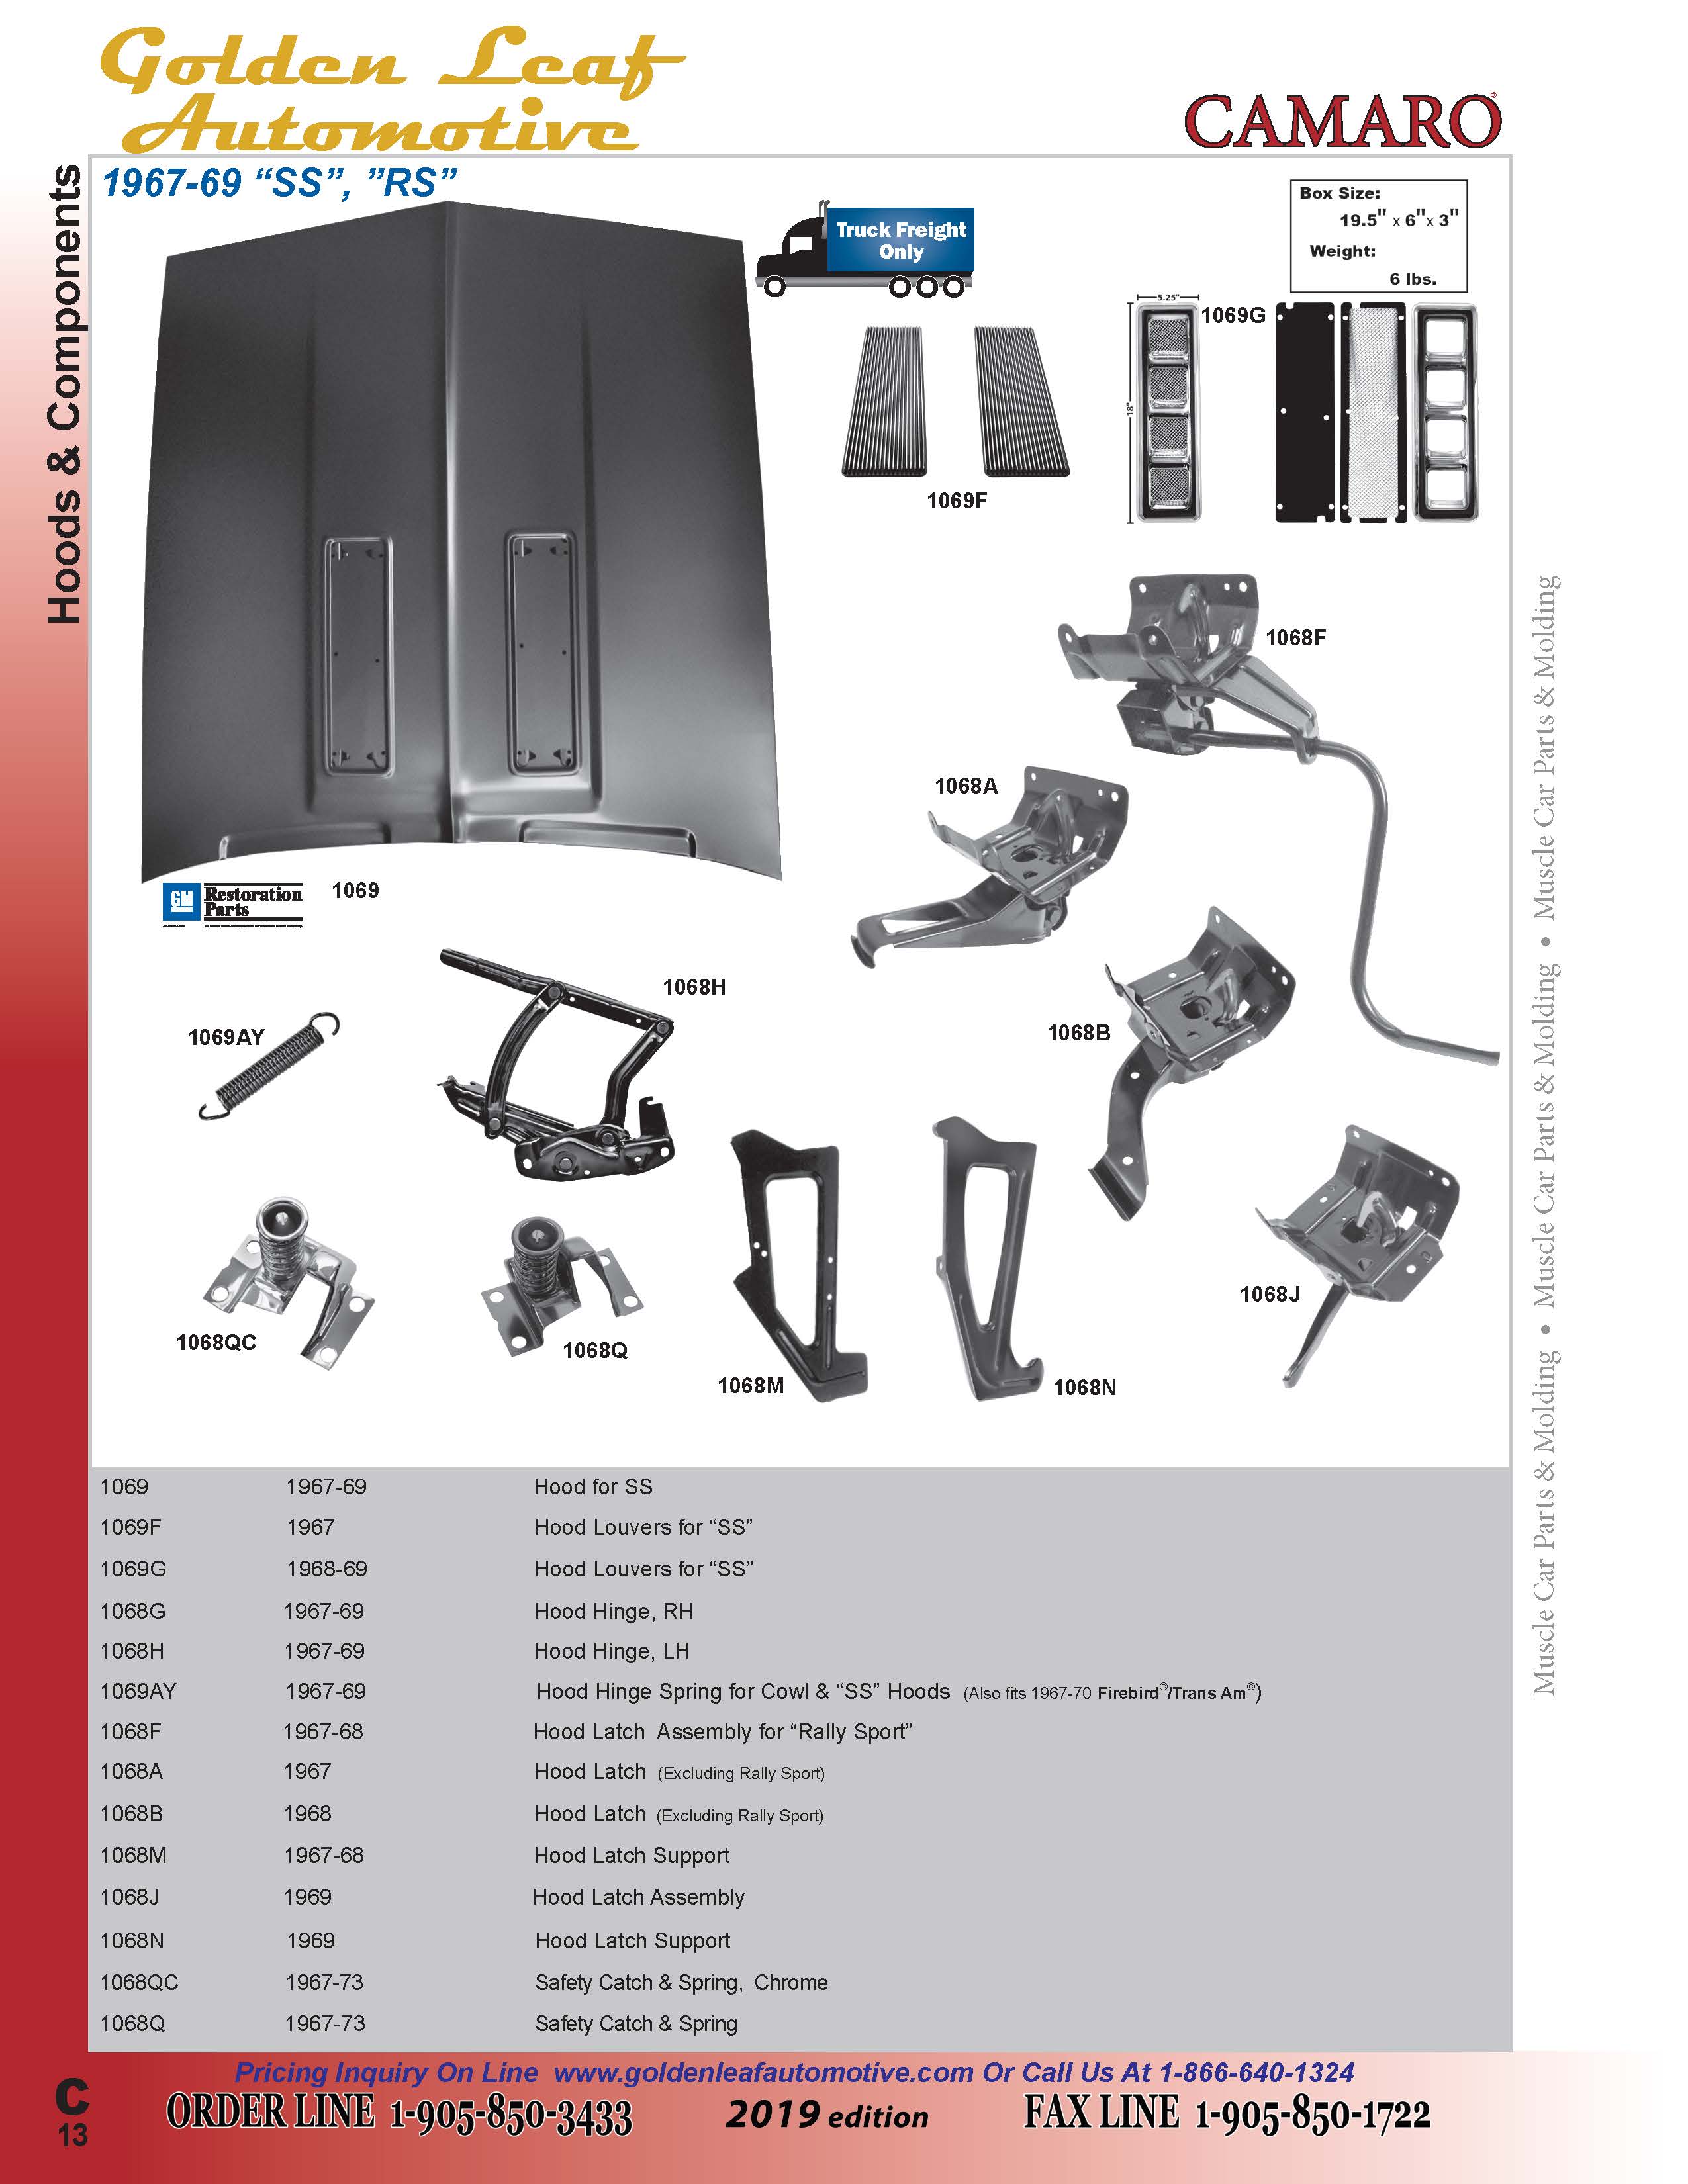 Golden Leaf
Automotive
CAMARO®
Hoods & Components
1967-69 “SS”, ”RS”
Truck Freight
Only
Box Size:
19.5" x 6"x 3"
Weight:
6 lbs.
5.25"
18"
1069G
1069F
1068F
1068A
GM
Restoration
Parts
1069
1068H
1069AY
1068B
1068J
1068QC
1068Q
1068M
1068N
1069 1967-69 Hood for SS
1069F 1967 Hood Louvers for “SS”
1069G 1968-69 Hood Louvers for “SS”
1068G 1967-69 Hood Hinge, RH
1068H 1967-69 Hood Hinge, LH
1069AY 1967-69 Hood Hinge Spring for Cowl & “SS” Hoods (Also fits 1967-70 Firebird©/Trans Am©)
1068F 1967-68 Hood Latch Assembly for “Rally Sport”
1068A 1967 Hood Latch (Excluding Rally Sport)
1068B 1968 Hood Latch (Excluding Rally Sport)
1068M 1967-68 Hood Latch Support
1068J 1969 Hood Latch Assembly
1068N 1969 Hood Latch Support
1068QC 1967-73 Safety Catch & Spring, Chrome
1068Q 1967-73 Safety Catch & Spring
Muscle Car Parts & Molding • Muscle Car Parts & Molding • Muscle Car Parts & Molding
Pricing Inquiry On Line www.goldenleafautomotive.com Or Call Us At 1-866-640-1324
C
13
ORDER LINE 1-905-850-3433
2019 edition
FAX LINE 1-905-850-1722